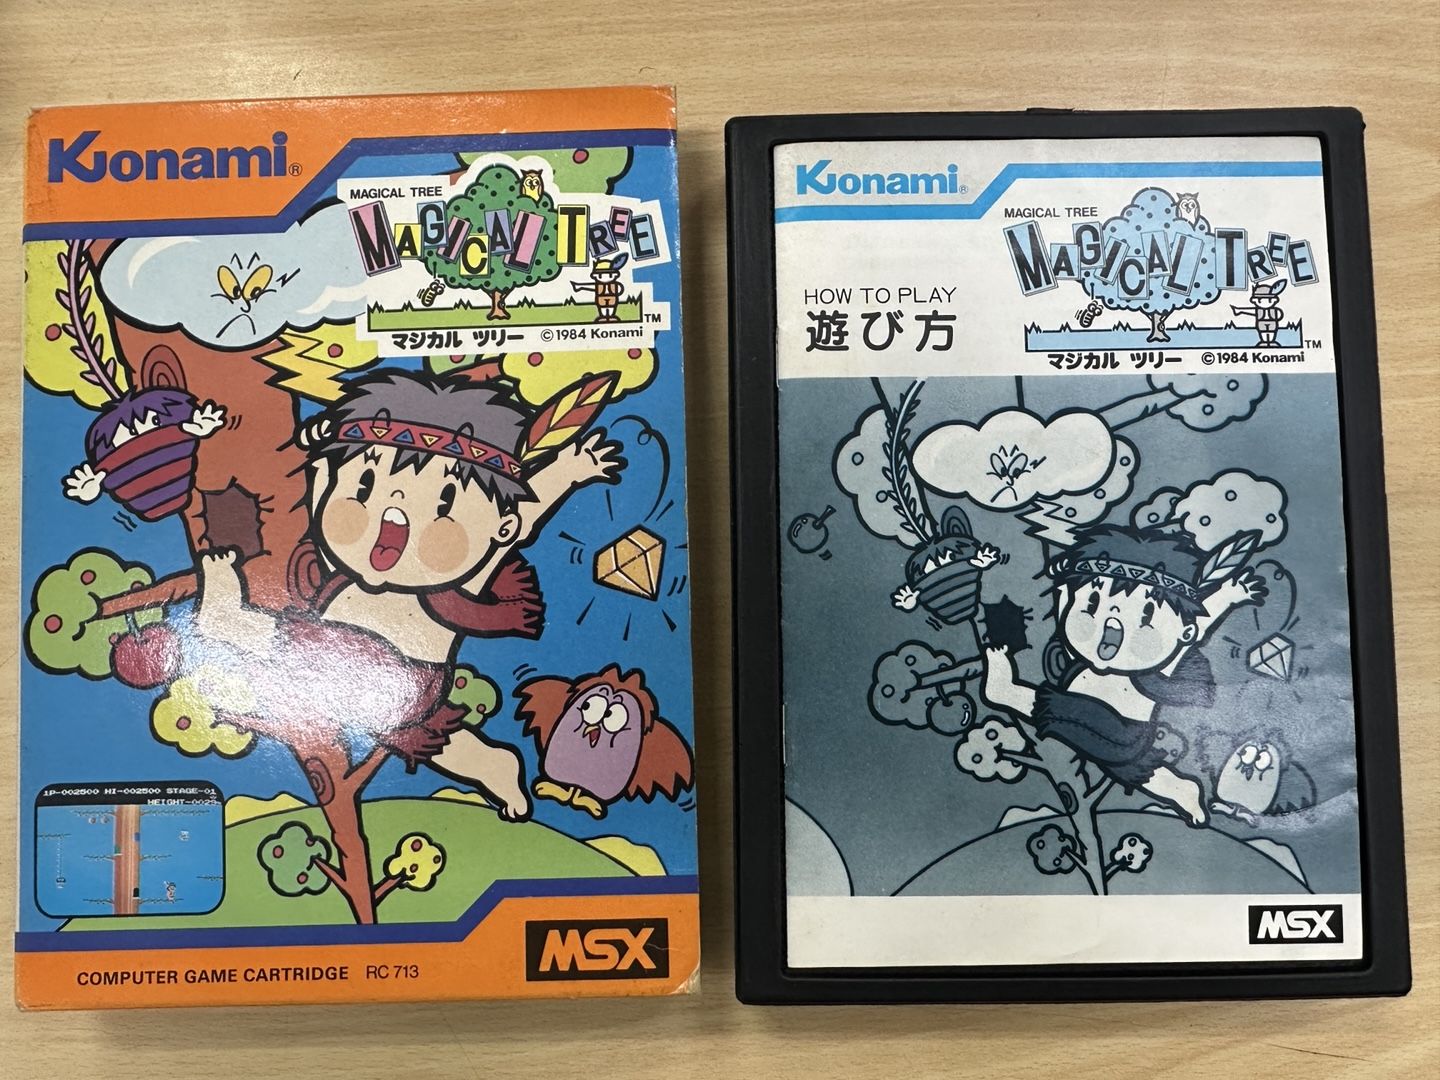 Konami®
MAGICAL TREE
MAGICAL TREE
TM
マジカル ツリー ©1984 Konami
1P-002500 HI-002500 STAGE-01
COMPUTER GAME CARTRIDGE RC 713
MSX
Konami®
MAGICAL TREE
MAGICAL TREE
HOW TO PLAY
遊び方
TM
マジカル ツリー ©1984 Konami
MSX